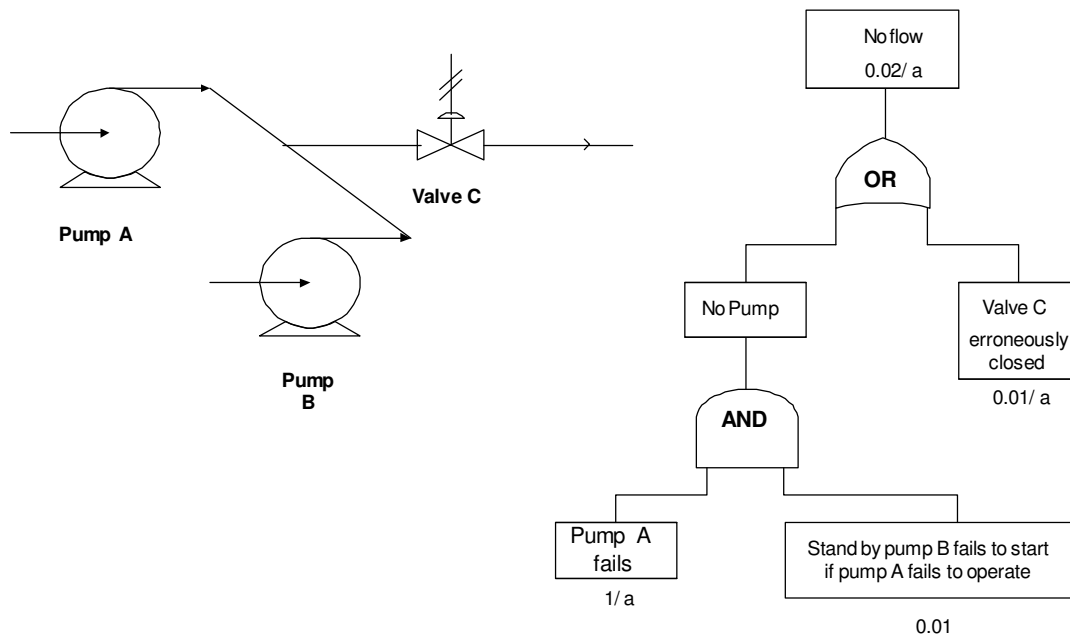 Pump A
Valve C
Pump
B
No flow
0.02/ a
OR
No Pump
Valve C
erroneously
closed
0.01/ a
AND
Pump A
fails
1/ a
Stand by pump B fails to start
if pump A fails to operate
0.01